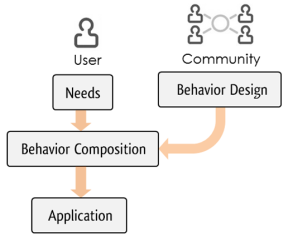 User
Community
Needs
Behavior Design
Behavior Composition
Application